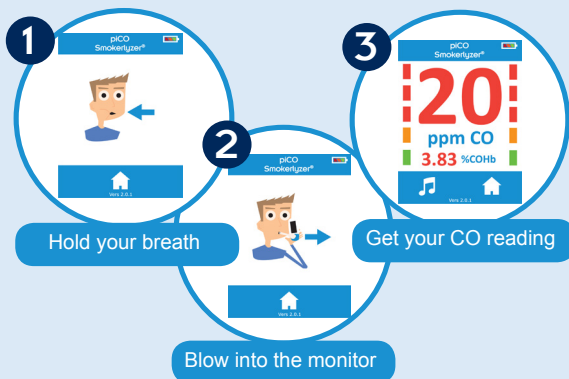 1
piCO
Smokerlyzer®
Vers 2.0.1
Hold your breath
2
piCO
Smokerlyzer®
Vers 2.0.1
Blow into the monitor
3
piCO
Smokerlyzer®
20
ppm CO
3.83 %COHb
Vers 2.0.1
Get your CO reading